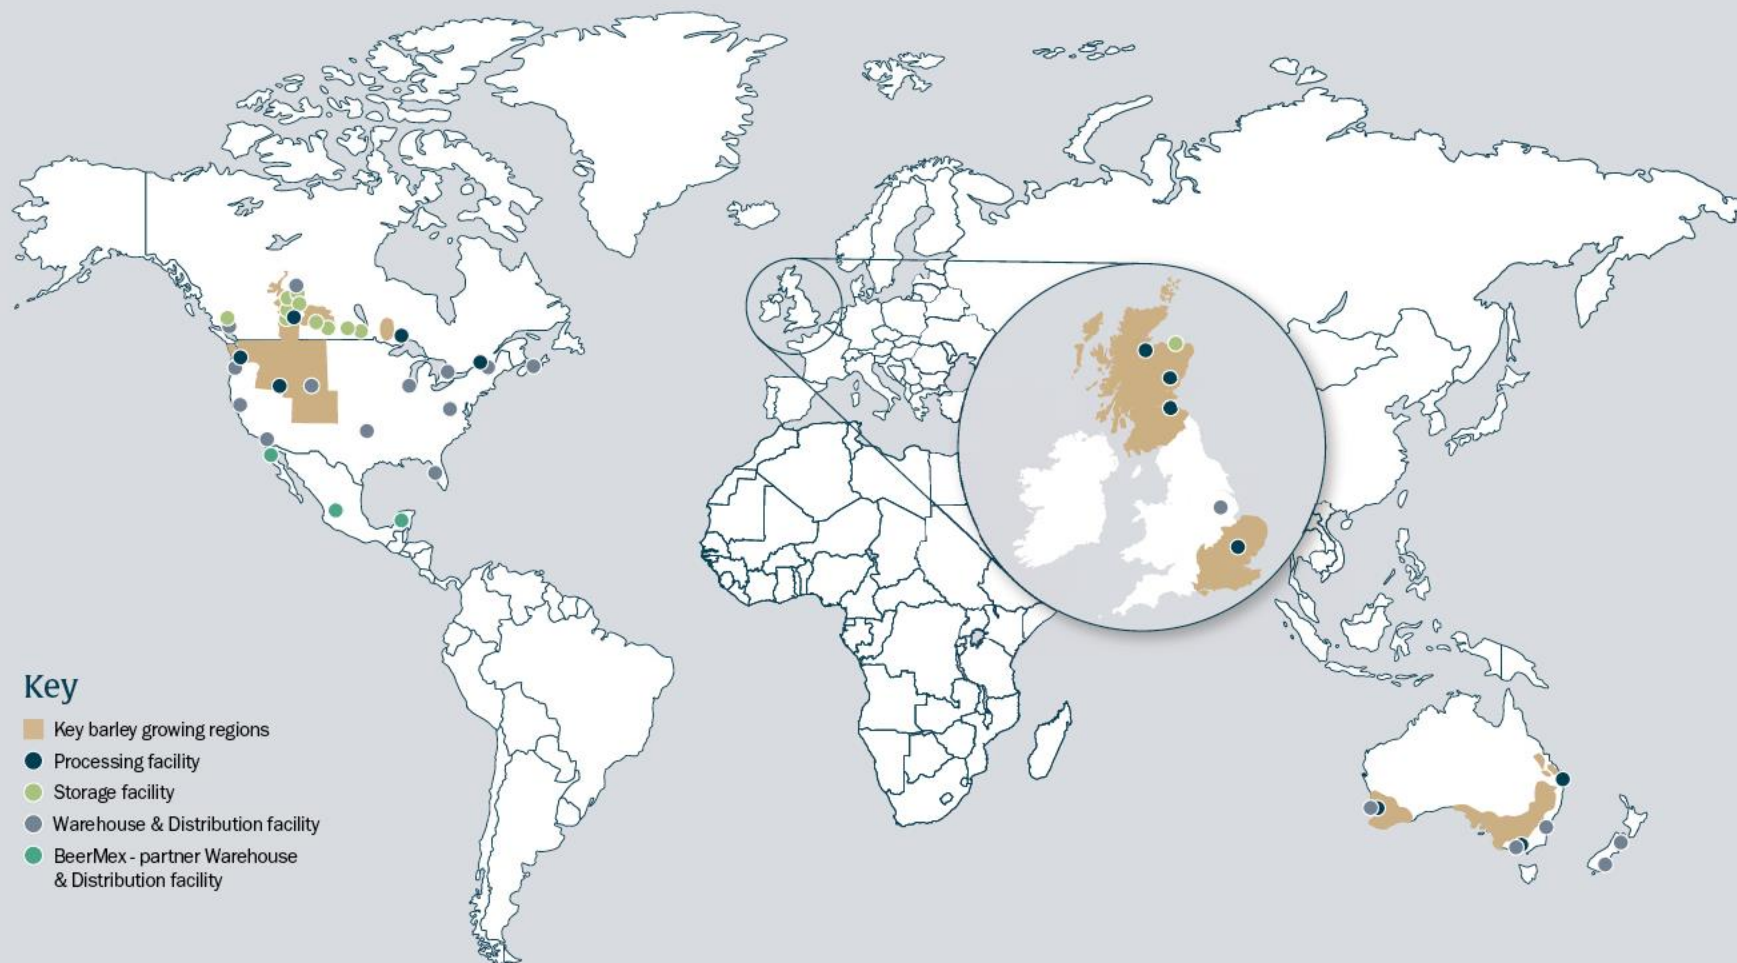 Key
Key barley growing regions
Processing facility
Storage facility
Warehouse & Distribution facility
BeerMex - partner Warehouse
& Distribution facility